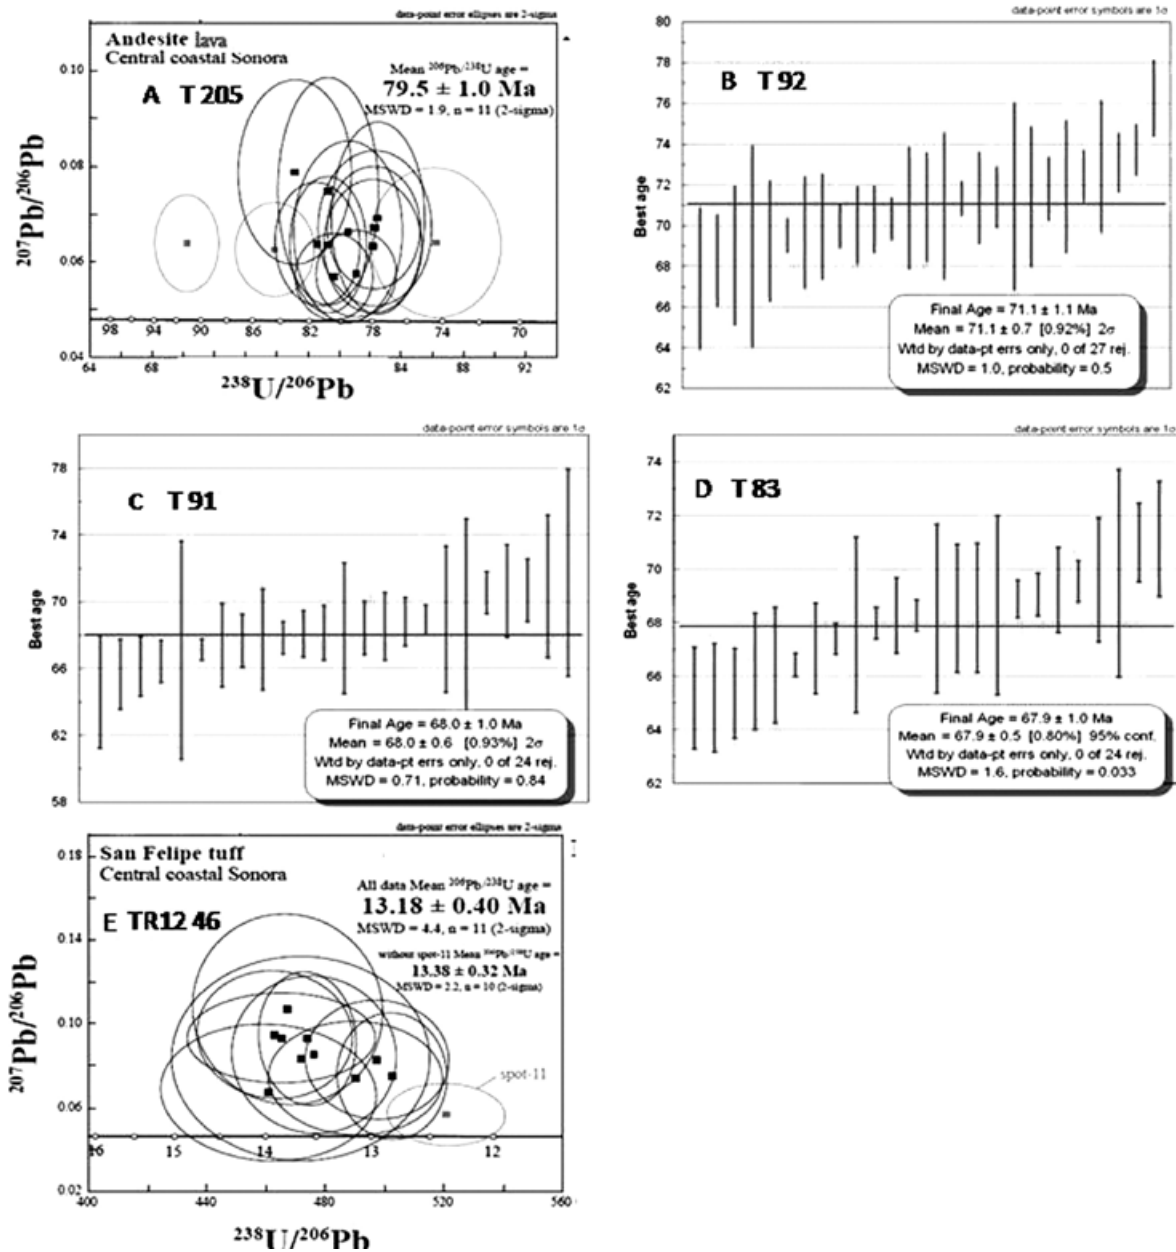 data-point error ellipses are 2-sigma
Andesite lava
Central coastal Sonora
A T205
Mean 206Pb/238U age =
79.5 ± 1.0 Ma
MSWD = 1.9, n = 11 (2-sigma)
0.10
0.08
0.06
0.04
207Pb/206Pb
98 94 90 86 82 78 74 70
64 68 84 88 92
238U/206Pb
data-point error symbols are 1σ
B T92
80
78
76
74
72
70
68
66
64
62
Best age
Final Age = 71.1 ± 1.1 Ma
Mean = 71.1 ± 0.7 [0.92%] 2σ
Wtd by data-pt errs only, 0 of 27 rej.
MSWD = 1.0, probability = 0.5
data-point error symbols are 1σ
C T91
78
74
70
66
62
58
Best age
Final Age = 68.0 ± 1.0 Ma
Mean = 68.0 ± 0.6 [0.93%] 2σ
Wtd by data-pt errs only, 0 of 24 rej.
MSWD = 0.71, probability = 0.84
data-point error symbols are 1σ
D T83
74
72
70
68
66
64
62
Best age
Final Age = 67.9 ± 1.0 Ma
Mean = 67.9 ± 0.5 [0.80%] 95% conf.
Wtd by data-pt errs only, 0 of 24 rej.
MSWD = 1.6, probability = 0.033
data-point error ellipses are 2-sigma
San Felipe tuff
Central coastal Sonora
E TR12 46
All data Mean 206Pb/238U age =
13.18 ± 0.40 Ma
MSWD = 4.4, n = 11 (2-sigma)
without spot-11 Mean 206Pb/238U age =
13.38 ± 0.32 Ma
MSWD = 2.2, n = 10 (2-sigma)
spot-11
0.18
0.14
0.10
0.06
0.02
207Pb/206Pb
16 15 14 13 12
400 440 480 520 560
238U/206Pb